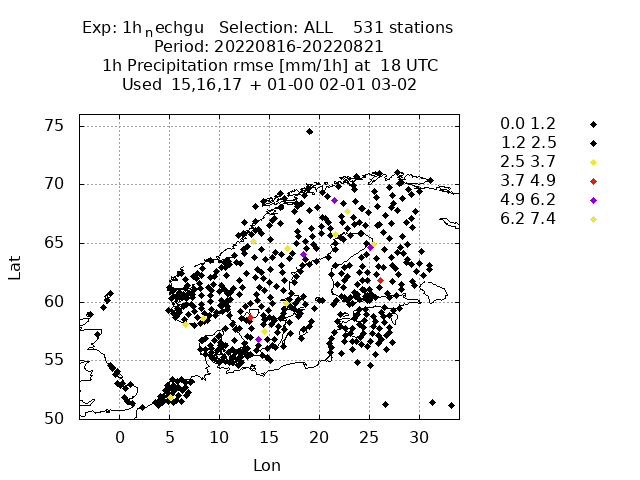 Exp: 1hnechgu Selection: ALL 531 stations
Period: 20220816-20220821
1h Precipitation rmse [mm/1h] at 18 UTC
Used 15,16,17 + 01-00 02-01 03-02
0.0 1.2
1.2 2.5
2.5 3.7
3.7 4.9
4.9 6.2
6.2 7.4
75
70
65
60
55
50
Lat
0 5 10 15 20 25 30
Lon